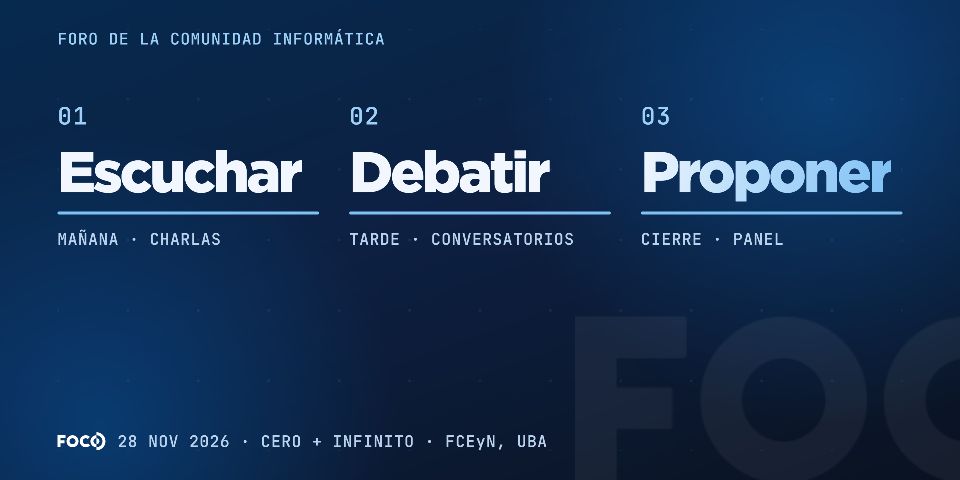 FORO DE LA COMUNIDAD INFORMÁTICA
01
Escuchar
MAÑANA · CHARLAS
02
Debatir
TARDE · CONVERSATORIOS
03
Proponer
CIERRE · PANEL
FOCO 28 NOV 2026 · CERO + INFINITO · FCEyN, UBA
FOC